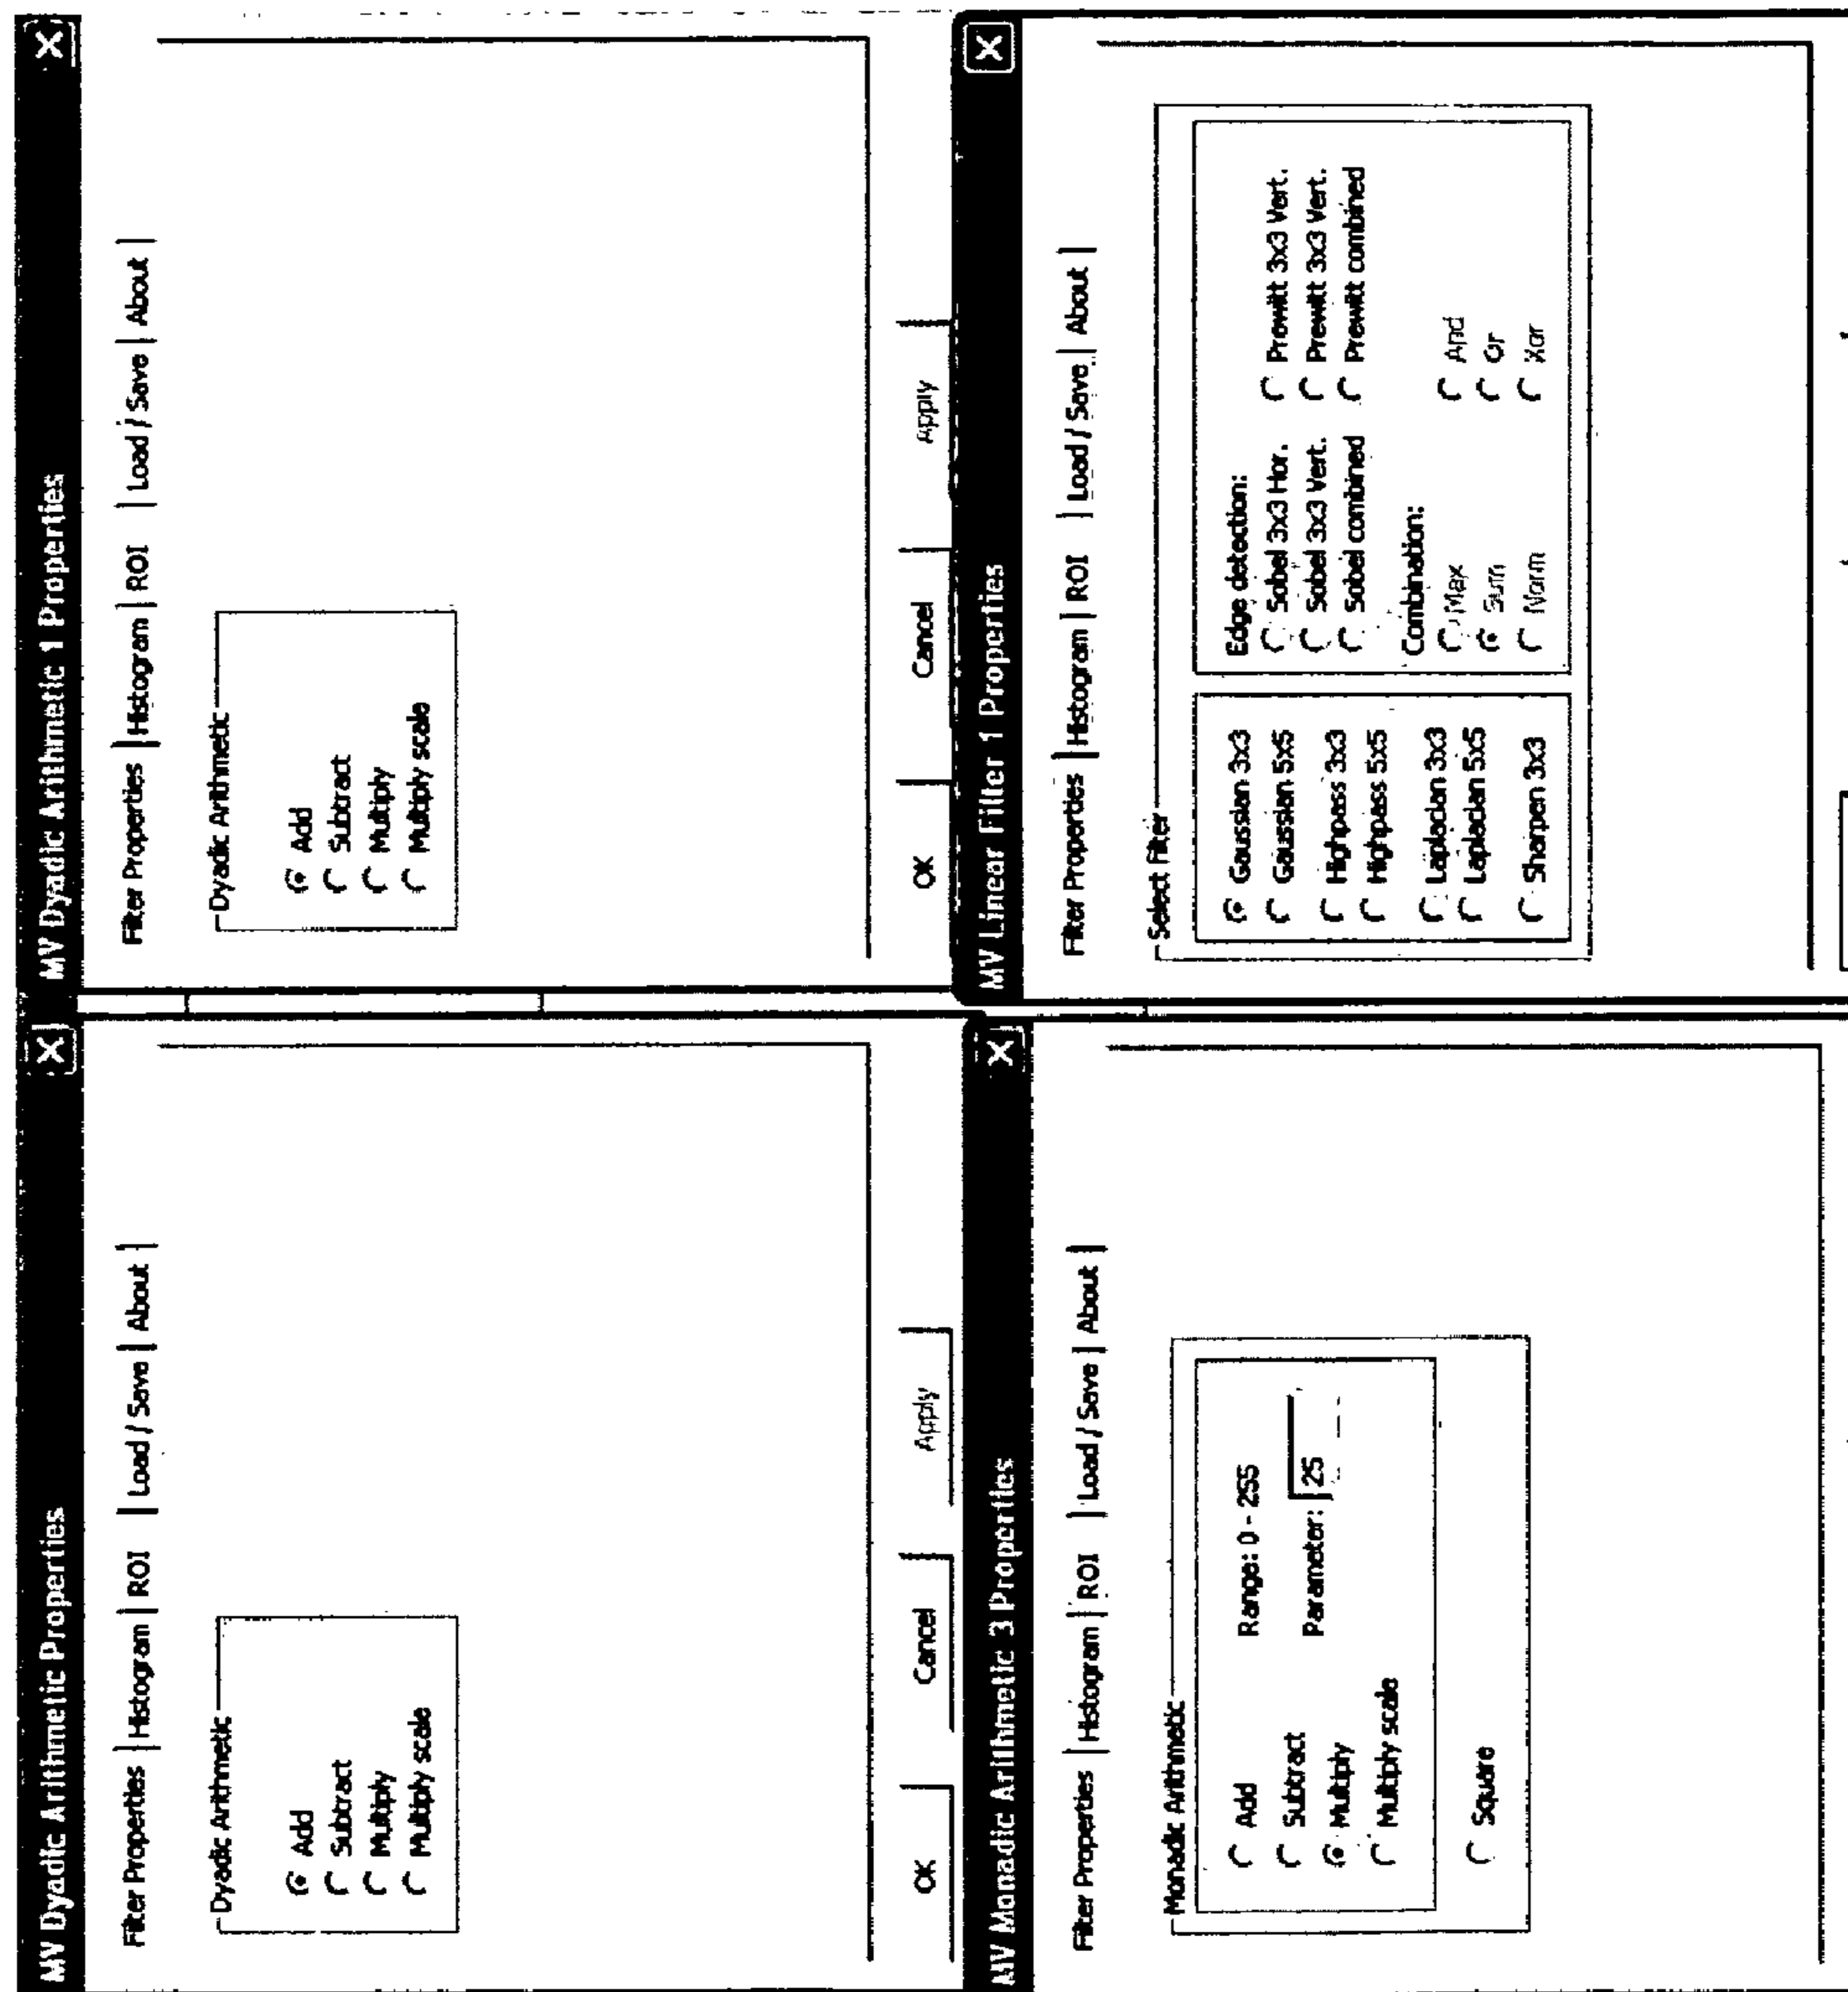 MV Dyadic Arithmetic Properties
Filter Properties Histogram ROI Load / Save About
Dyadic Arithmetic
Add
Subtract
Multiply
Multiply scale
OK Cancel Apply
MV Dyadic Arithmetic 1 Properties
Filter Properties Histogram ROI Load / Save About
Dyadic Arithmetic
Add
Subtract
Multiply
Multiply scale
OK Cancel Apply
MV Monadic Arithmetic 3 Properties
Filter Properties Histogram ROI Load / Save About
Monadic Arithmetic
Add Range: 0 - 255
Subtract
Parameter: 25
Multiply
Multiply scale
Square
MV Linear Filter 1 Properties
Filter Properties Histogram ROI Load / Save About
Select Filter
Gaussian 3x3
Gaussian 5x5
Highpass 3x3
Highpass 5x5
Laplacian 3x3
Laplacian 5x5
Sharpen 3x3
Edge detection:
Sobel 3x3 Hor. Prewitt 3x3 Vert.
Sobel 3x3 Vert. Prewitt 3x3 Vert.
Sobel combined Prewitt combined
Combination:
Max And
Sum Or
Norm Xor